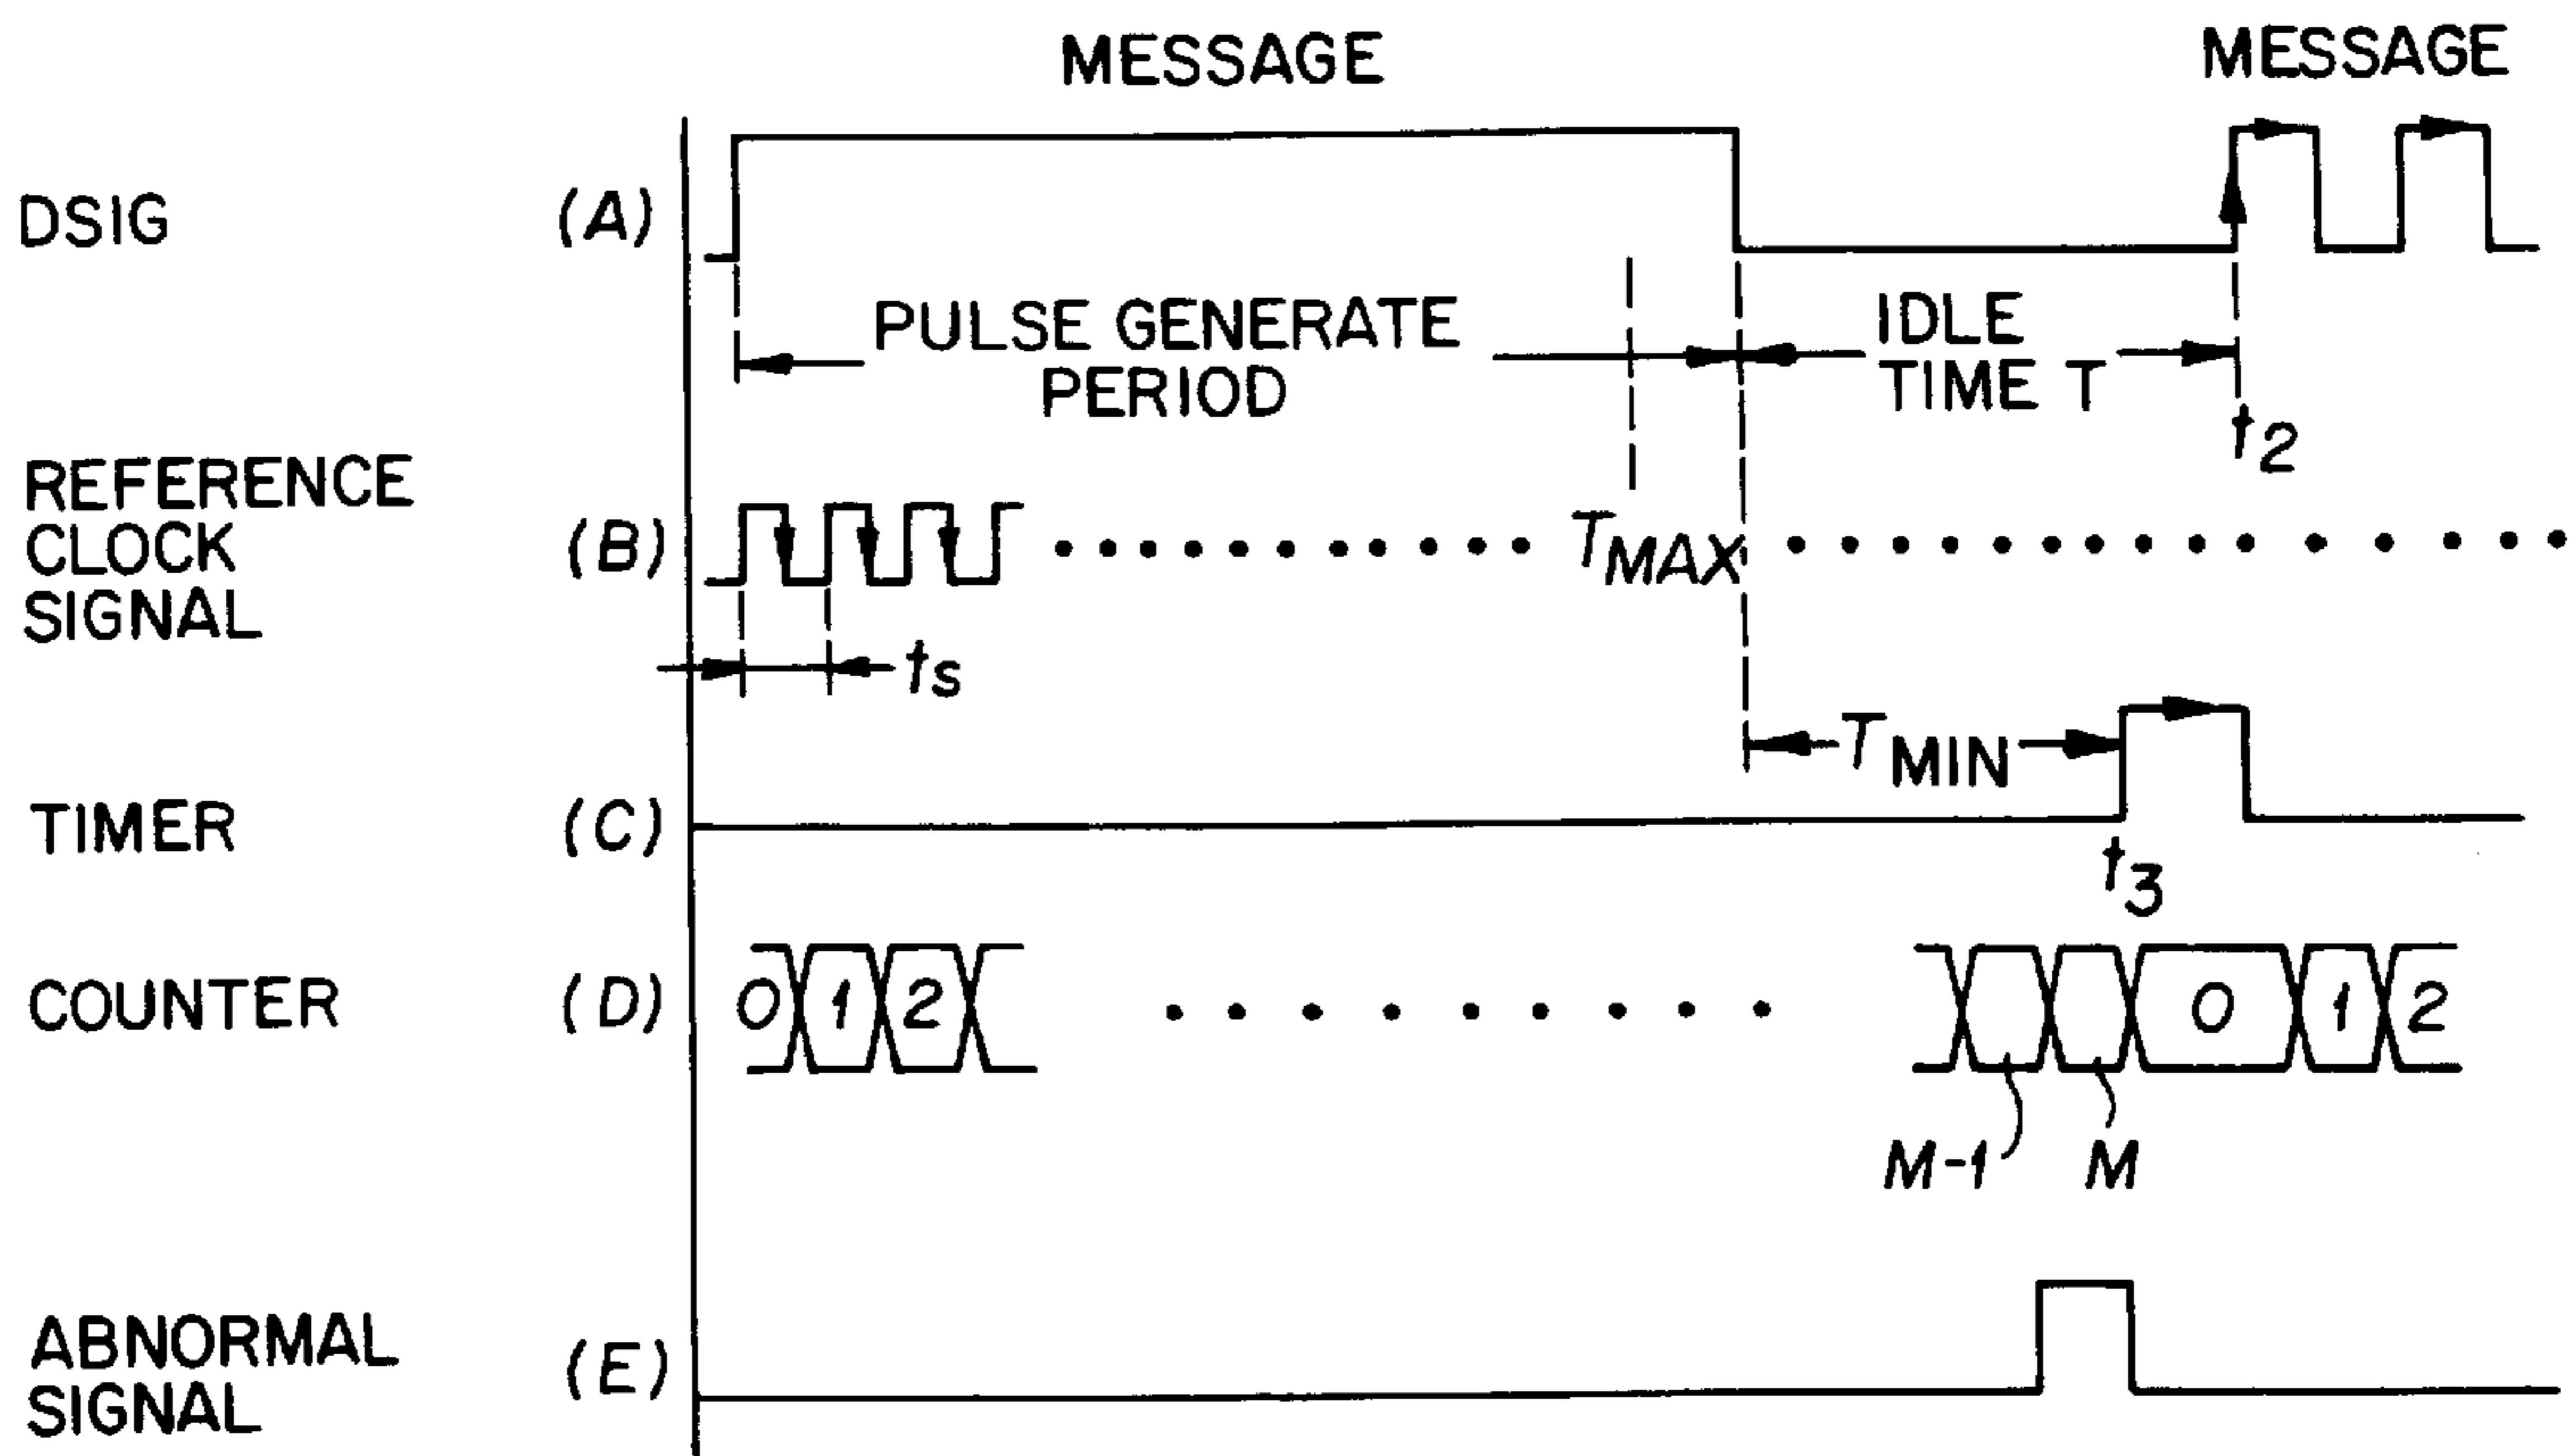 MESSAGE MESSAGE
DSIG (A)
PULSE GENERATE PERIOD
IDLE TIME T
t2
REFERENCE CLOCK SIGNAL (B)
TMAX
ts
TMIN
TIMER (C)
t3
COUNTER (D) 0 1 2 0 1 2
M-1 M
ABNORMAL SIGNAL (E)